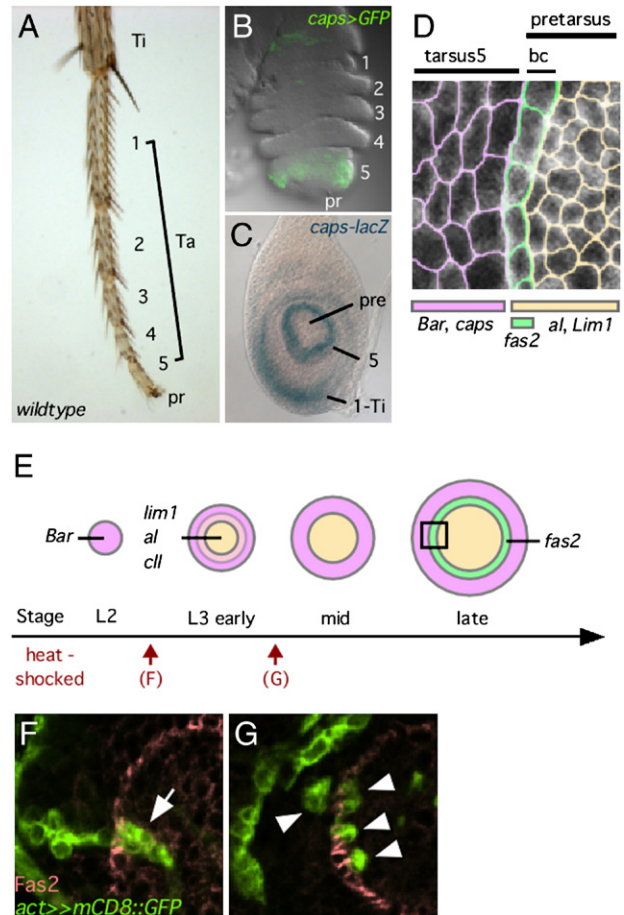 A
Ti
1
2
Ta
3
4
5
pr
wildtype
B
caps>GFP
1
2
3
4
5
pr
C
caps-lacZ
pre
5
1-Ti
D
pretarsus
tarsus5
bc
Bar, caps
al, Lim1
fas2
E
Bar
lim1
al
cll
fas2
Stage
L2
L3 early
mid
late
heat -
shocked
(F)
(G)
F
Fas2
act>>mCD8::GFP
G